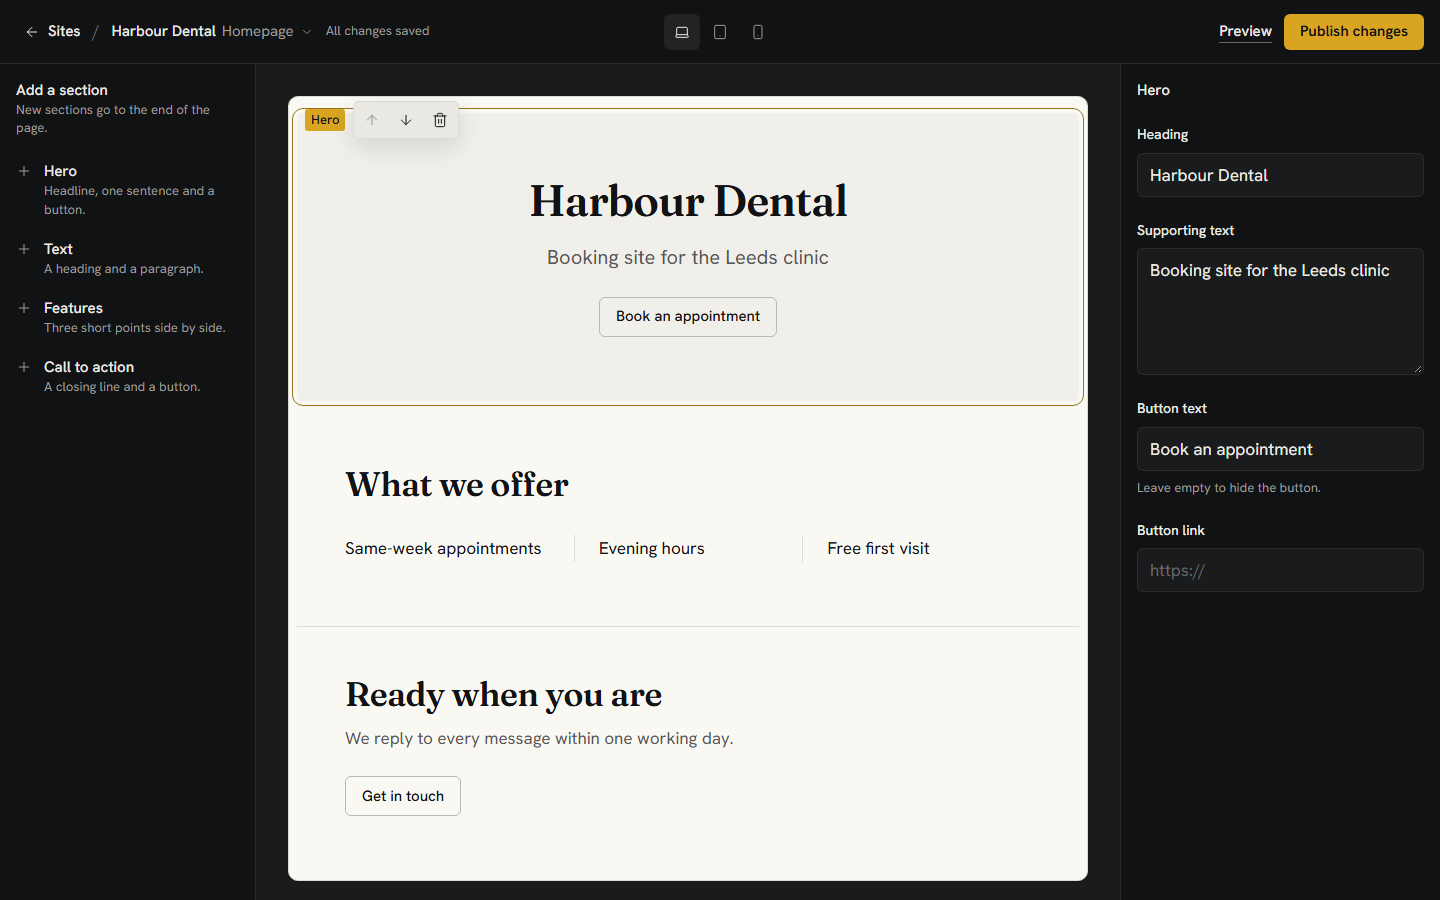 Sites / Harbour Dental Homepage All changes saved Preview Publish changes
Add a section
New sections go to the end of the
page.
Hero
Headline, one sentence and a
button.
Text
A heading and a paragraph.
Features
Three short points side by side.
Call to action
A closing line and a button.
Hero
Harbour Dental
Booking site for the Leeds clinic
Book an appointment
What we offer
Same-week appointments
Evening hours
Free first visit
Ready when you are
We reply to every message within one working day.
Get in touch
Hero
Heading
Harbour Dental
Supporting text
Booking site for the Leeds clinic
Button text
Book an appointment
Leave empty to hide the button.
Button link
https://